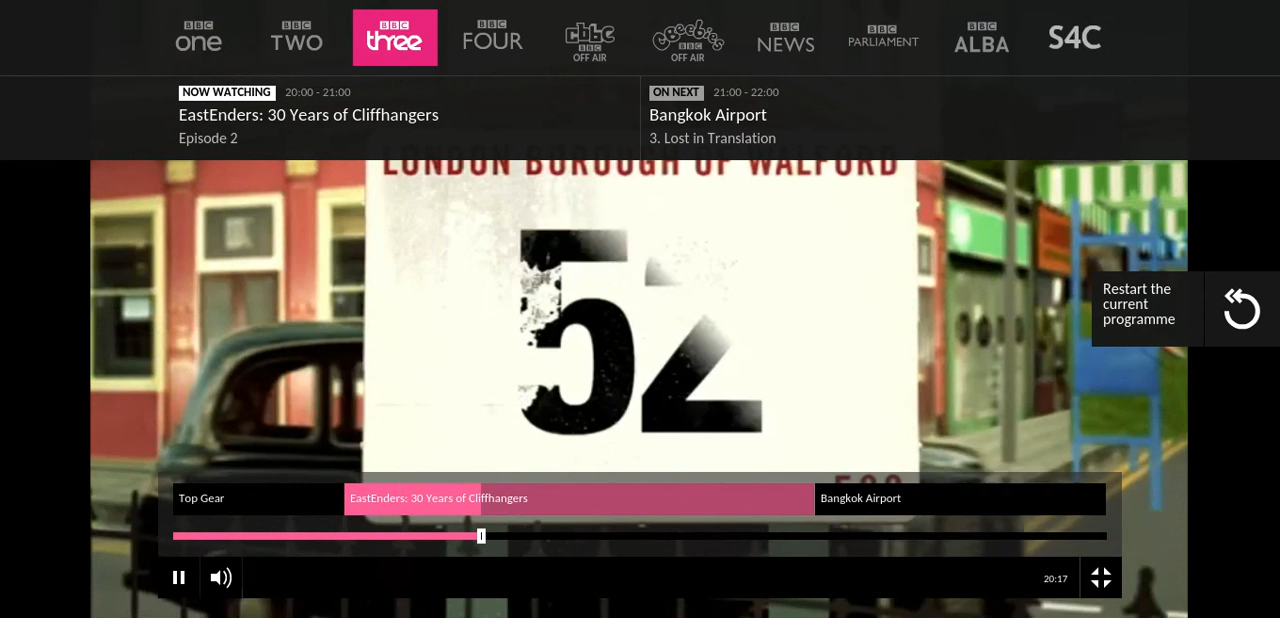 BBC one
BBC TWO
BBC three
BBC FOUR
cbbc BBC OFF AIR
cbeebies BBC OFF AIR
BBC NEWS
BBC PARLIAMENT
BBC ALBA
S4C
NOW WATCHING 20:00 - 21:00
EastEnders: 30 Years of Cliffhangers
Episode 2
ON NEXT 21:00 - 22:00
Bangkok Airport
3. Lost in Translation
LONDON BOROUGH OF WALFORD
52
Restart the
current
programme
Top Gear
EastEnders: 30 Years of Cliffhangers
Bangkok Airport
20:17